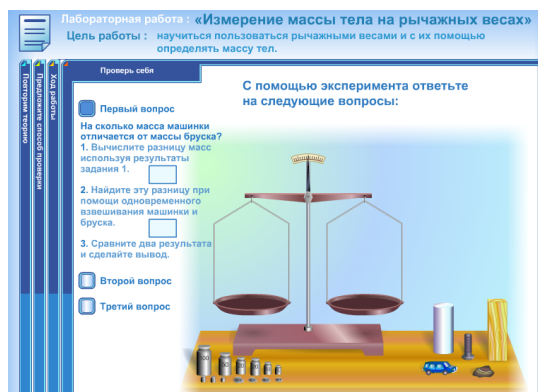 Лабораторная работа : «Измерение массы тела на рычажных весах»
Цель работы : научиться пользоваться рычажными весами и с их помощью
определять массу тел.
Повторим теорию
Предложите способ проверки
Ход работы
Проверь себя
С помощью эксперимента ответьте
на следующие вопросы:
Первый вопрос
На сколько масса машинки
отличается от массы бруска?
1. Вычислите разницу масс
используя результаты
задания 1.
2. Найдите эту разницу при
помощи одновременного
взвешивания машинки и
бруска.
3. Сравните два результата
и сделайте вывод.
Второй вопрос
Третий вопрос